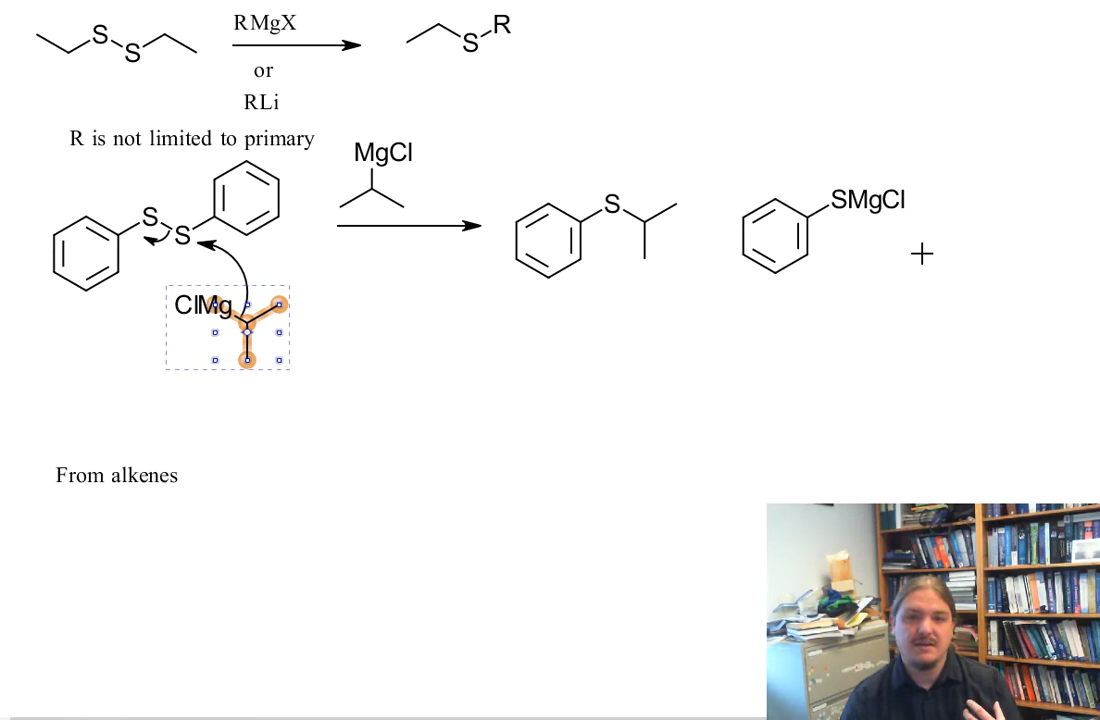 S
S
RMgX
or
RLi
S
R
R is not limited to primary
S
S
MgCl
S
SMgCl
+
ClMg
From alkenes